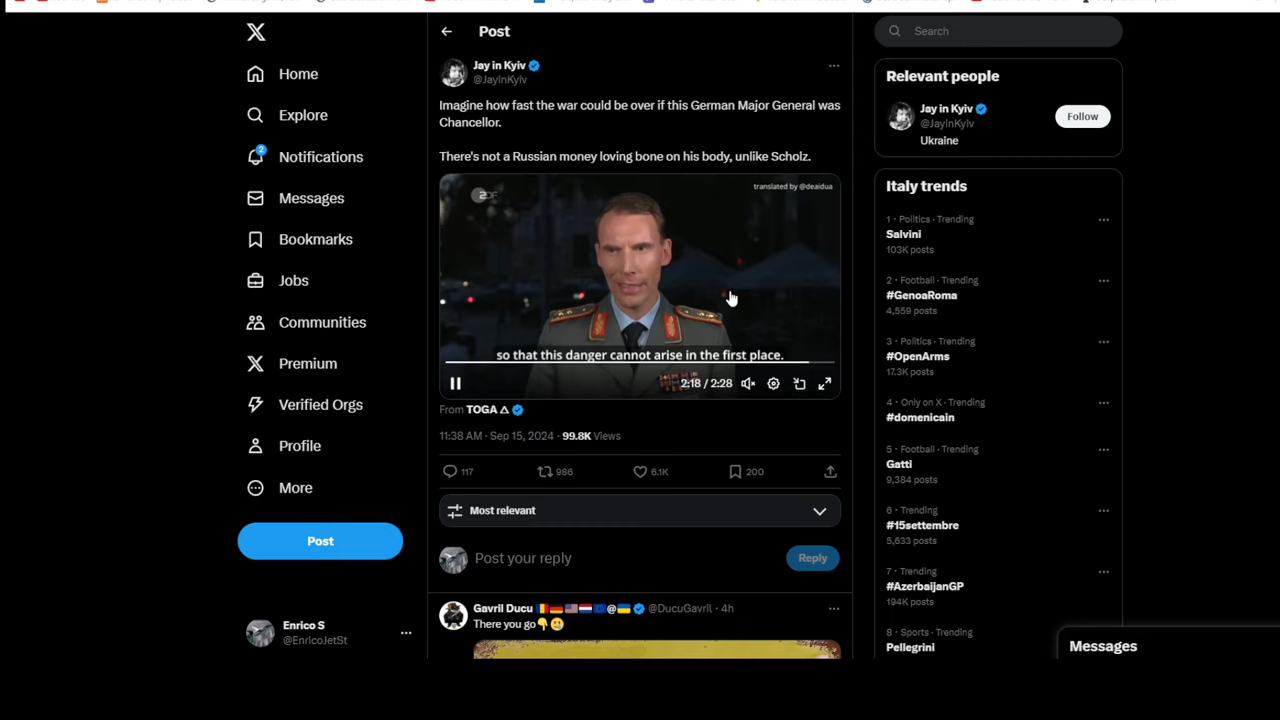 Home
Explore
2
Notifications
Messages
Bookmarks
Jobs
Communities
Premium
Verified Orgs
Profile
More
Post
Enrico S
@EnricoJetSt
Post
Jay in Kyiv
@JayinKyiv
Imagine how fast the war could be over if this German Major General was
Chancellor.
There's not a Russian money loving bone on his body, unlike Scholz.
ZDF
translated by @deaidua
so that this danger cannot arise in the first place.
2:18 / 2:28
From TOGA
11:38 AM · Sep 15, 2024 · 99.8K Views
117
986
6.1K
200
Most relevant
Post your reply
Reply
Gavril Ducu @ @DucuGavril · 4h
There you go
Search
Relevant people
Jay in Kyiv
@JayinKyiv
Follow
Ukraine
Italy trends
1 · Politics · Trending
Salvini
103K posts
2 · Football · Trending
#GenoaRoma
4,559 posts
3 · Politics · Trending
#OpenArms
17.3K posts
4 · Only on X · Trending
#domenicain
5 · Football · Trending
Gatti
9,384 posts
6 · Trending
#15settembre
5,633 posts
7 · Trending
#AzerbaijanGP
194K posts
8 · Sports · Trending
Pellegrini
Messages